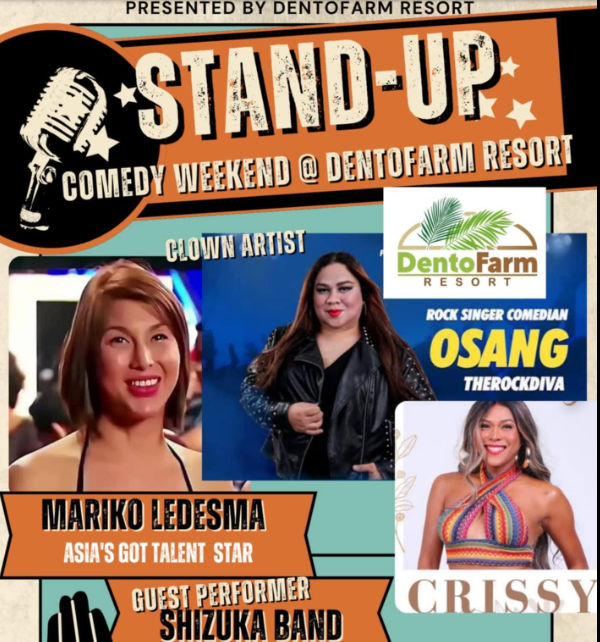 PRESENTED BY DENTOFARM RESORT
STAND-UP
COMEDY WEEKEND @ DENTOFARM RESORT
CLOWN ARTIST
DentoFarm
RESORT
ROCK SINGER COMEDIAN
OSANG
THEROCKDIVA
MARIKO LEDESMA
ASIA'S GOT TALENT STAR
CRISSY
GUEST PERFORMER
SHIZUKA BAND